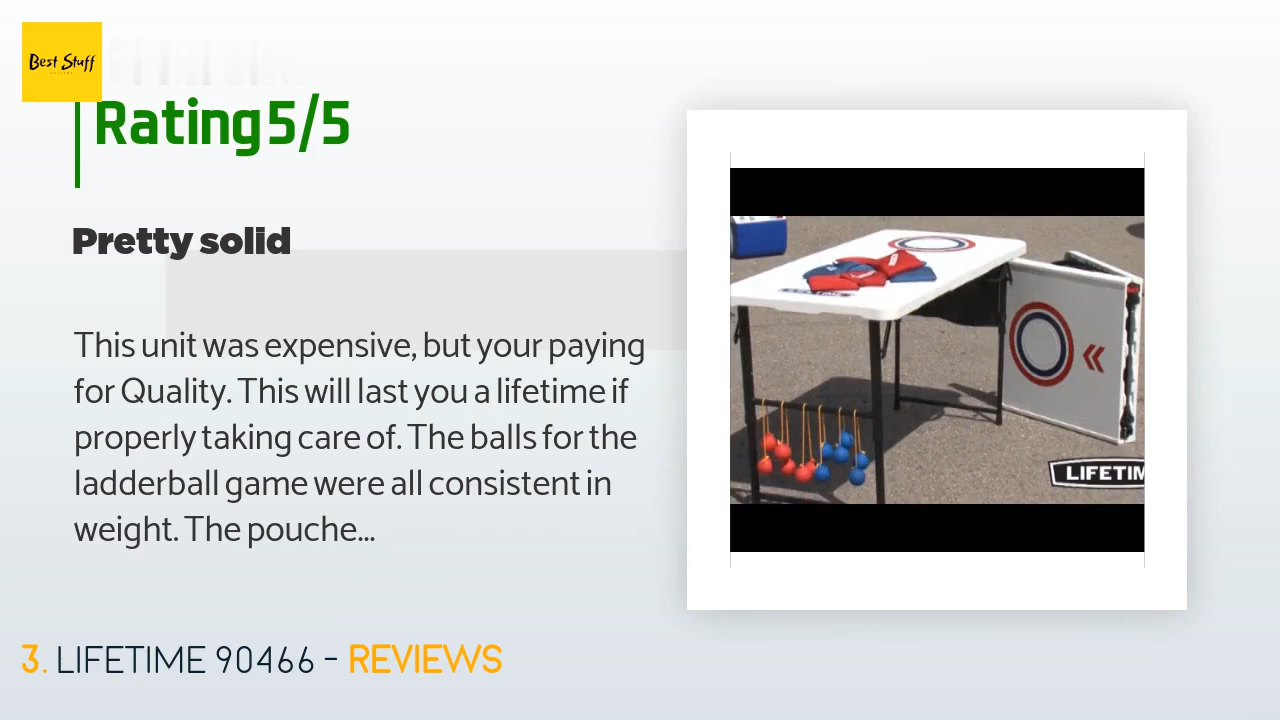 Best Stuff
Rating 5/5
Pretty solid
This unit was expensive, but your paying
for Quality. This will last you a lifetime if
properly taking care of. The balls for the
ladderball game were all consistent in
weight. The pouche...
LIFETIM
3. LIFETIME 90466 - REVIEWS